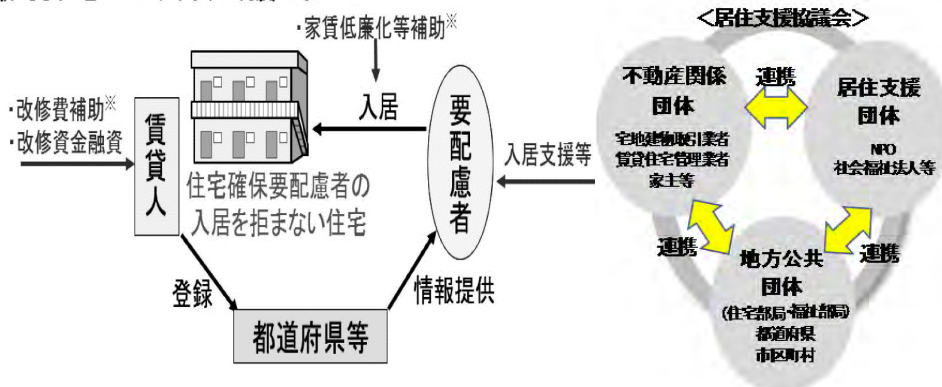 ・家賃低廉化等補助※
・改修費補助※
・改修資金融資
賃貸人
入居
要配慮者
住宅確保要配慮者の
入居を拒まない住宅
登録
情報提供
都道府県等
入居支援等
＜居住支援協議会＞
不動産関係
団体
宅地建物取引業者
賃貸住宅管理業者
家主等
連携
居住支援
団体
NPO
社会福祉法人等
連携
連携
地方公共
団体
(住宅部局・福祉部局)
都道府県
市区町村